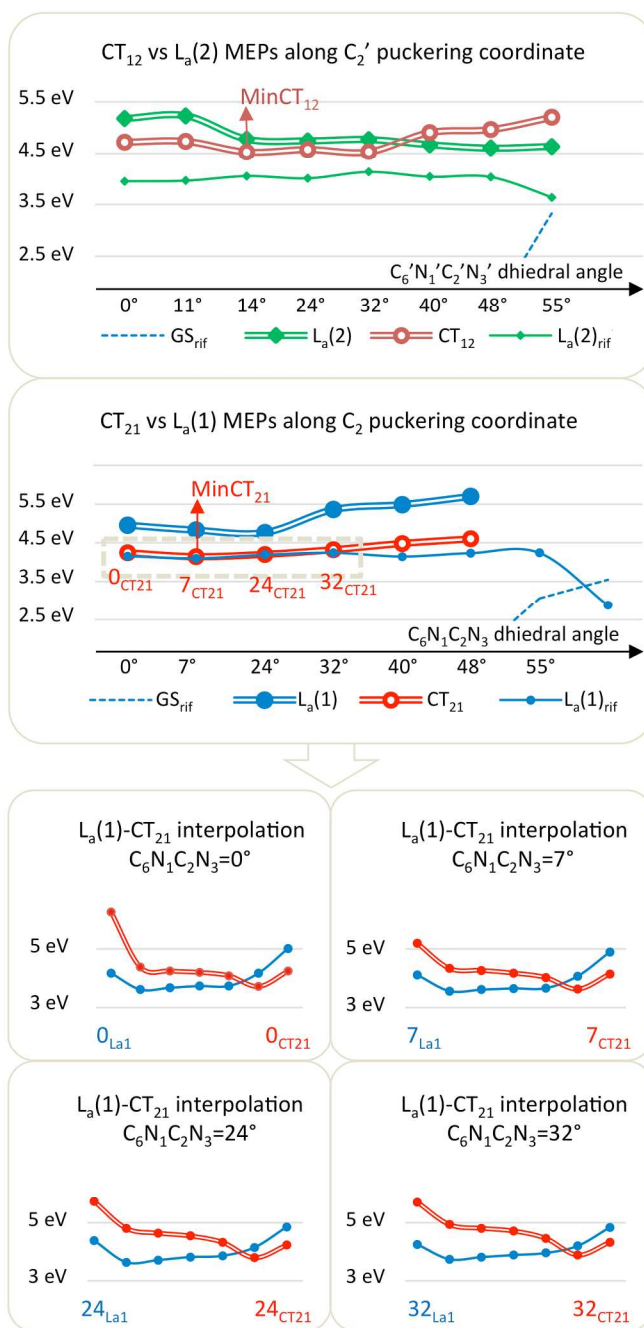 CT₁₂ vs Lₐ(2) MEPs along C₂’ puckering coordinate
5.5 eV
MinCT₁₂
4.5 eV
3.5 eV
2.5 eV
C₆’N₁’C₂’N₃’ dhiedral angle
0° 11° 14° 24° 32° 40° 48° 55°
GSrif Lₐ(2) CT₁₂ Lₐ(2)rif
CT₂₁ vs Lₐ(1) MEPs along C₂ puckering coordinate
5.5 eV
MinCT₂₁
4.5 eV
3.5 eV
0CT21 7CT21 24CT21 32CT21
2.5 eV
C₆N₁C₂N₃ dhiedral angle
0° 7° 24° 32° 40° 48° 55°
GSrif Lₐ(1) CT₂₁ Lₐ(1)rif
Lₐ(1)-CT₂₁ interpolation
C₆N₁C₂N₃=0°
5 eV
3 eV
0La1 0CT21
Lₐ(1)-CT₂₁ interpolation
C₆N₁C₂N₃=7°
5 eV
3 eV
7La1 7CT21
Lₐ(1)-CT₂₁ interpolation
C₆N₁C₂N₃=24°
5 eV
3 eV
24La1 24CT21
Lₐ(1)-CT₂₁ interpolation
C₆N₁C₂N₃=32°
5 eV
3 eV
32La1 32CT21